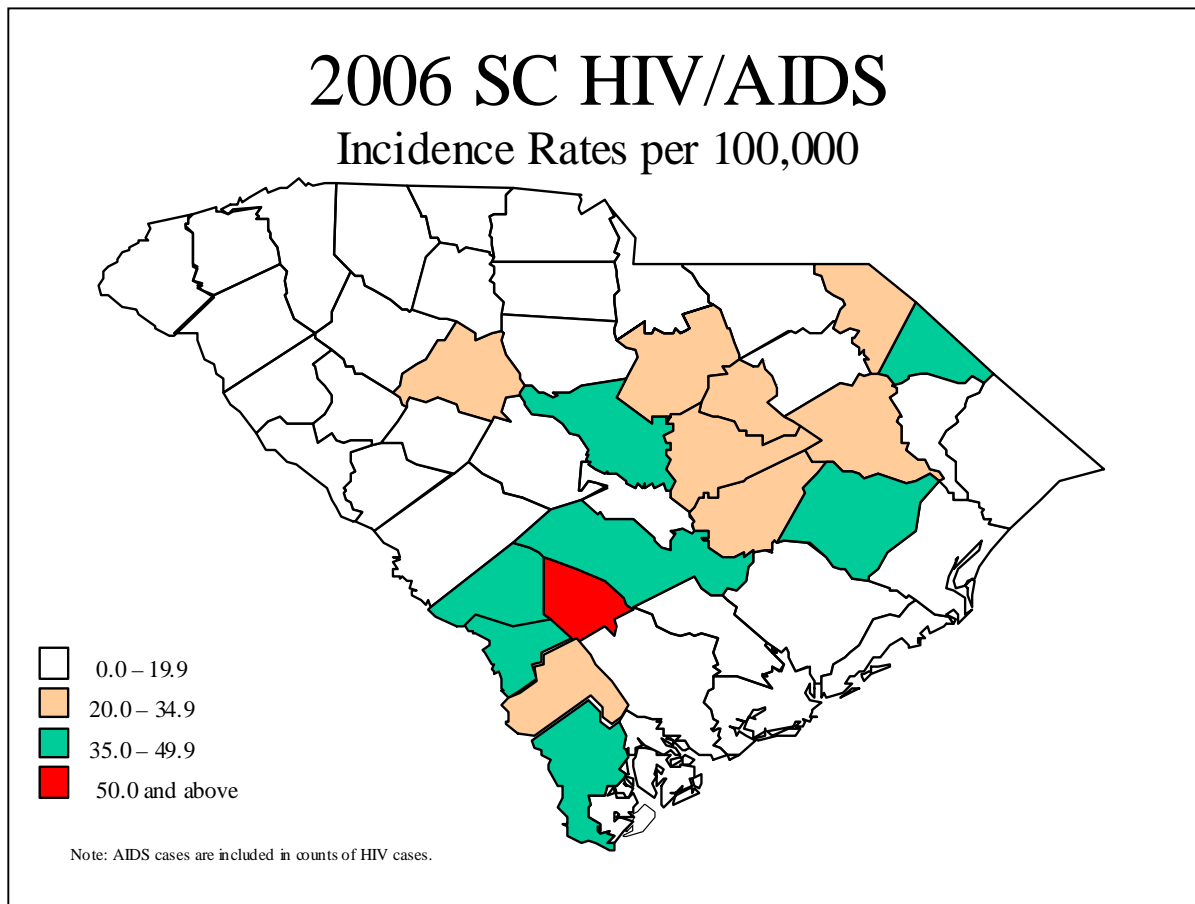 2006 SC HIV/AIDS
Incidence Rates per 100,000
0.0 – 19.9
20.0 – 34.9
35.0 – 49.9
50.0 and above
Note: AIDS cases are included in counts of HIV cases.